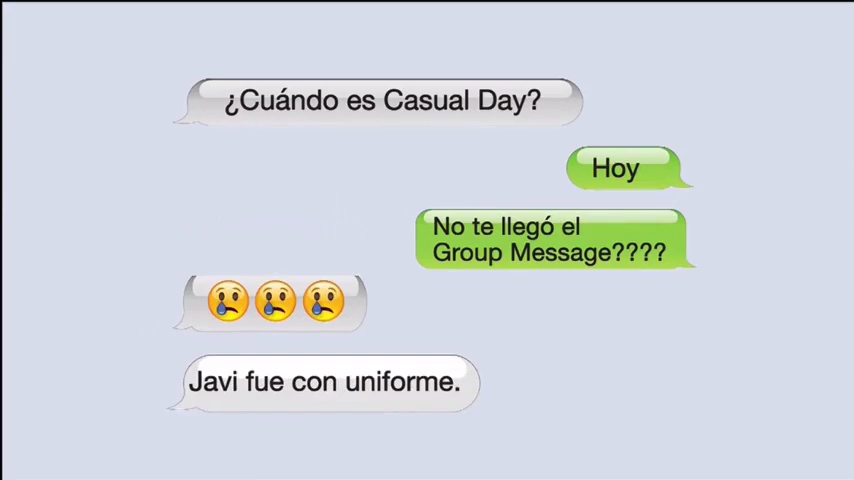 ¿Cuándo es Casual Day?
Hoy
No te llegó el
Group Message????
😢😢😢
Javi fue con uniforme.